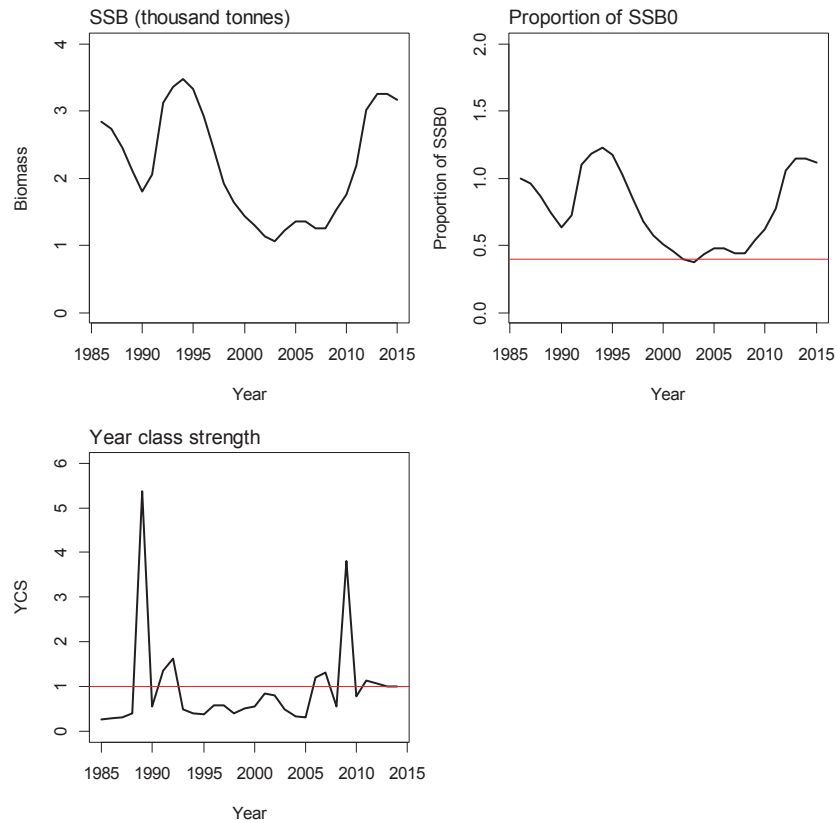 SSB (thousand tonnes)
Biomass
4
3
2
1
0
1985 1990 1995 2000 2005 2010 2015
Year
Proportion of SSB0
Proportion of SSB0
2.0
1.5
1.0
0.5
0.0
1985 1990 1995 2000 2005 2010 2015
Year
Year class strength
YCS
6
5
4
3
2
1
0
1985 1990 1995 2000 2005 2010 2015
Year